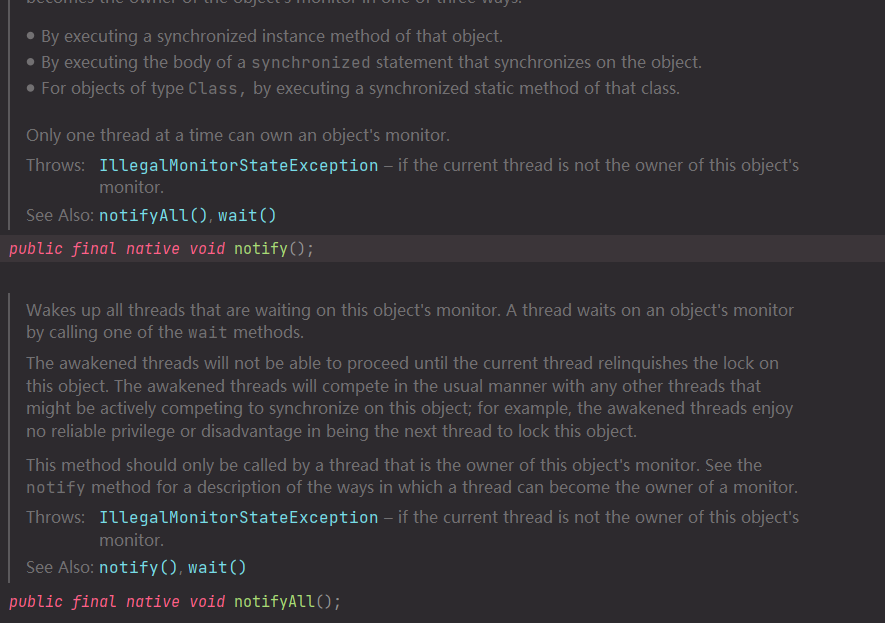 becomes the owner of the object's monitor in one of three ways:
• By executing a synchronized instance method of that object.
• By executing the body of a synchronized statement that synchronizes on the object.
• For objects of type Class, by executing a synchronized static method of that class.
Only one thread at a time can own an object's monitor.
Throws: IllegalMonitorStateException – if the current thread is not the owner of this object's
monitor.
See Also: notifyAll(), wait()
public final native void notify();
Wakes up all threads that are waiting on this object's monitor. A thread waits on an object's monitor
by calling one of the wait methods.
The awakened threads will not be able to proceed until the current thread relinquishes the lock on
this object. The awakened threads will compete in the usual manner with any other threads that
might be actively competing to synchronize on this object; for example, the awakened threads enjoy
no reliable privilege or disadvantage in being the next thread to lock this object.
This method should only be called by a thread that is the owner of this object's monitor. See the
notify method for a description of the ways in which a thread can become the owner of a monitor.
Throws: IllegalMonitorStateException – if the current thread is not the owner of this object's
monitor.
See Also: notify(), wait()
public final native void notifyAll();